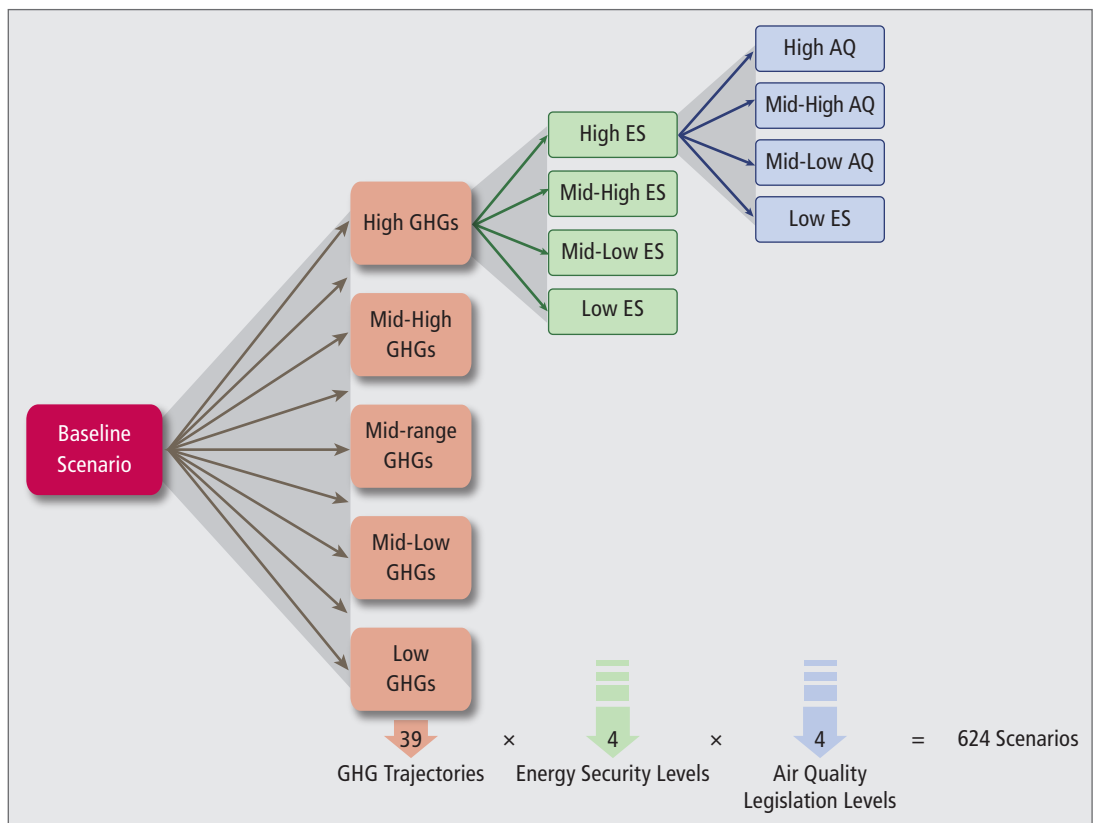 High AQ
Mid-High AQ
Mid-Low AQ
Low ES
High ES
Mid-High ES
Mid-Low ES
Low ES
High GHGs
Mid-High
GHGs
Mid-range
GHGs
Mid-Low
GHGs
Low
GHGs
Baseline
Scenario
39 × 4 × 4 = 624 Scenarios
GHG Trajectories Energy Security Levels Air Quality
Legislation Levels